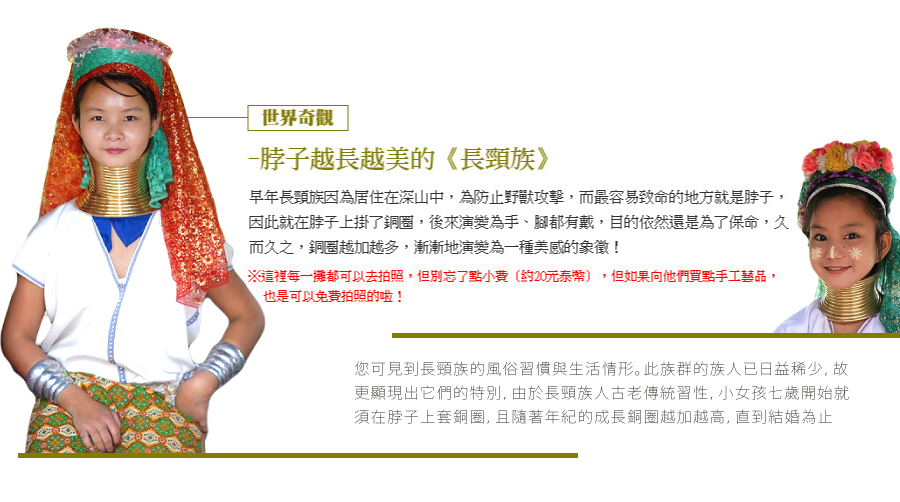 世界奇觀
-脖子越長越美的《長頸族》
早年長頸族因為居住在深山中，為防止野獸攻擊，而最容易致命的地方就是脖子，
因此就在脖子上掛了銅圈，後來演變為手、腳都有戴，目的依然還是為了保命，久
而久之，銅圈越加越多，漸漸地演變為一種美感的象徵！
※這裡每一攤都可以去拍照，但別忘了點小費〔約20元泰幣〕，但如果向他們買點手工藝品，
也是可以免費拍照的啦！
您可見到長頸族的風俗習慣與生活情形。此族群的族人已日益稀少, 故
更顯現出它們的特別, 由於長頸族人古老傳統習性, 小女孩七歲開始就
須在脖子上套銅圈, 且隨著年紀的成長銅圈越加越高, 直到結婚為止